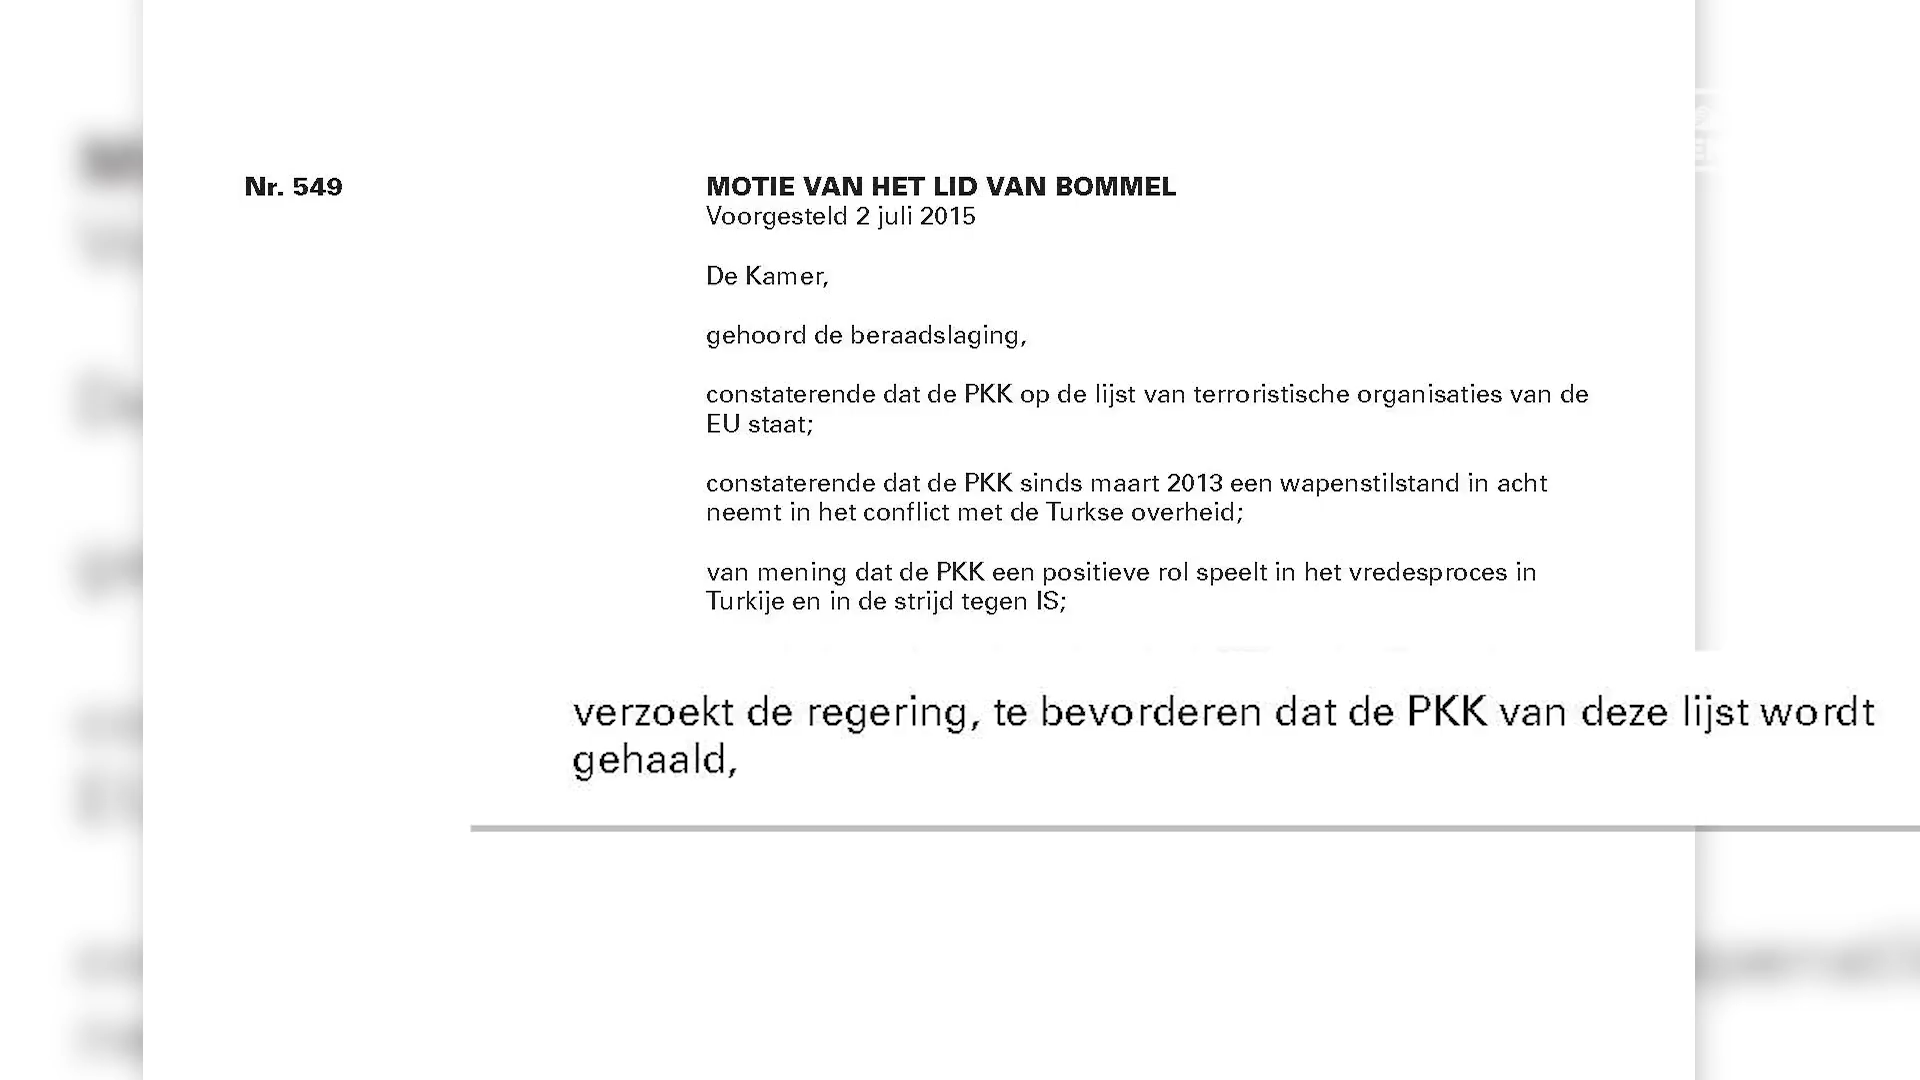 Nr. 549
MOTIE VAN HET LID VAN BOMMEL
Voorgesteld 2 juli 2015
De Kamer,
gehoord de beraadslaging,
constaterende dat de PKK op de lijst van terroristische organisaties van de
EU staat;
constaterende dat de PKK sinds maart 2013 een wapenstilstand in acht
neemt in het conflict met de Turkse overheid;
van mening dat de PKK een positieve rol speelt in het vredesproces in
Turkije en in de strijd tegen IS;
verzoekt de regering, te bevorderen dat de PKK van deze lijst wordt
gehaald,